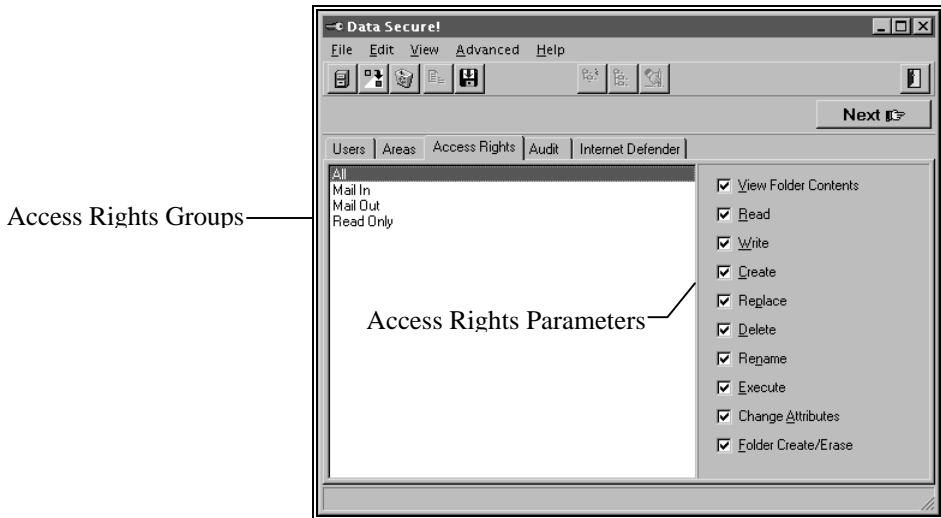 Data Secure!
File Edit View Advanced Help
Next
Users Areas Access Rights Audit Internet Defender
All
Mail In
Mail Out
Read Only
View Folder Contents
Read
Write
Create
Replace
Delete
Rename
Execute
Change Attributes
Folder Create/Erase
Access Rights Groups
Access Rights Parameters